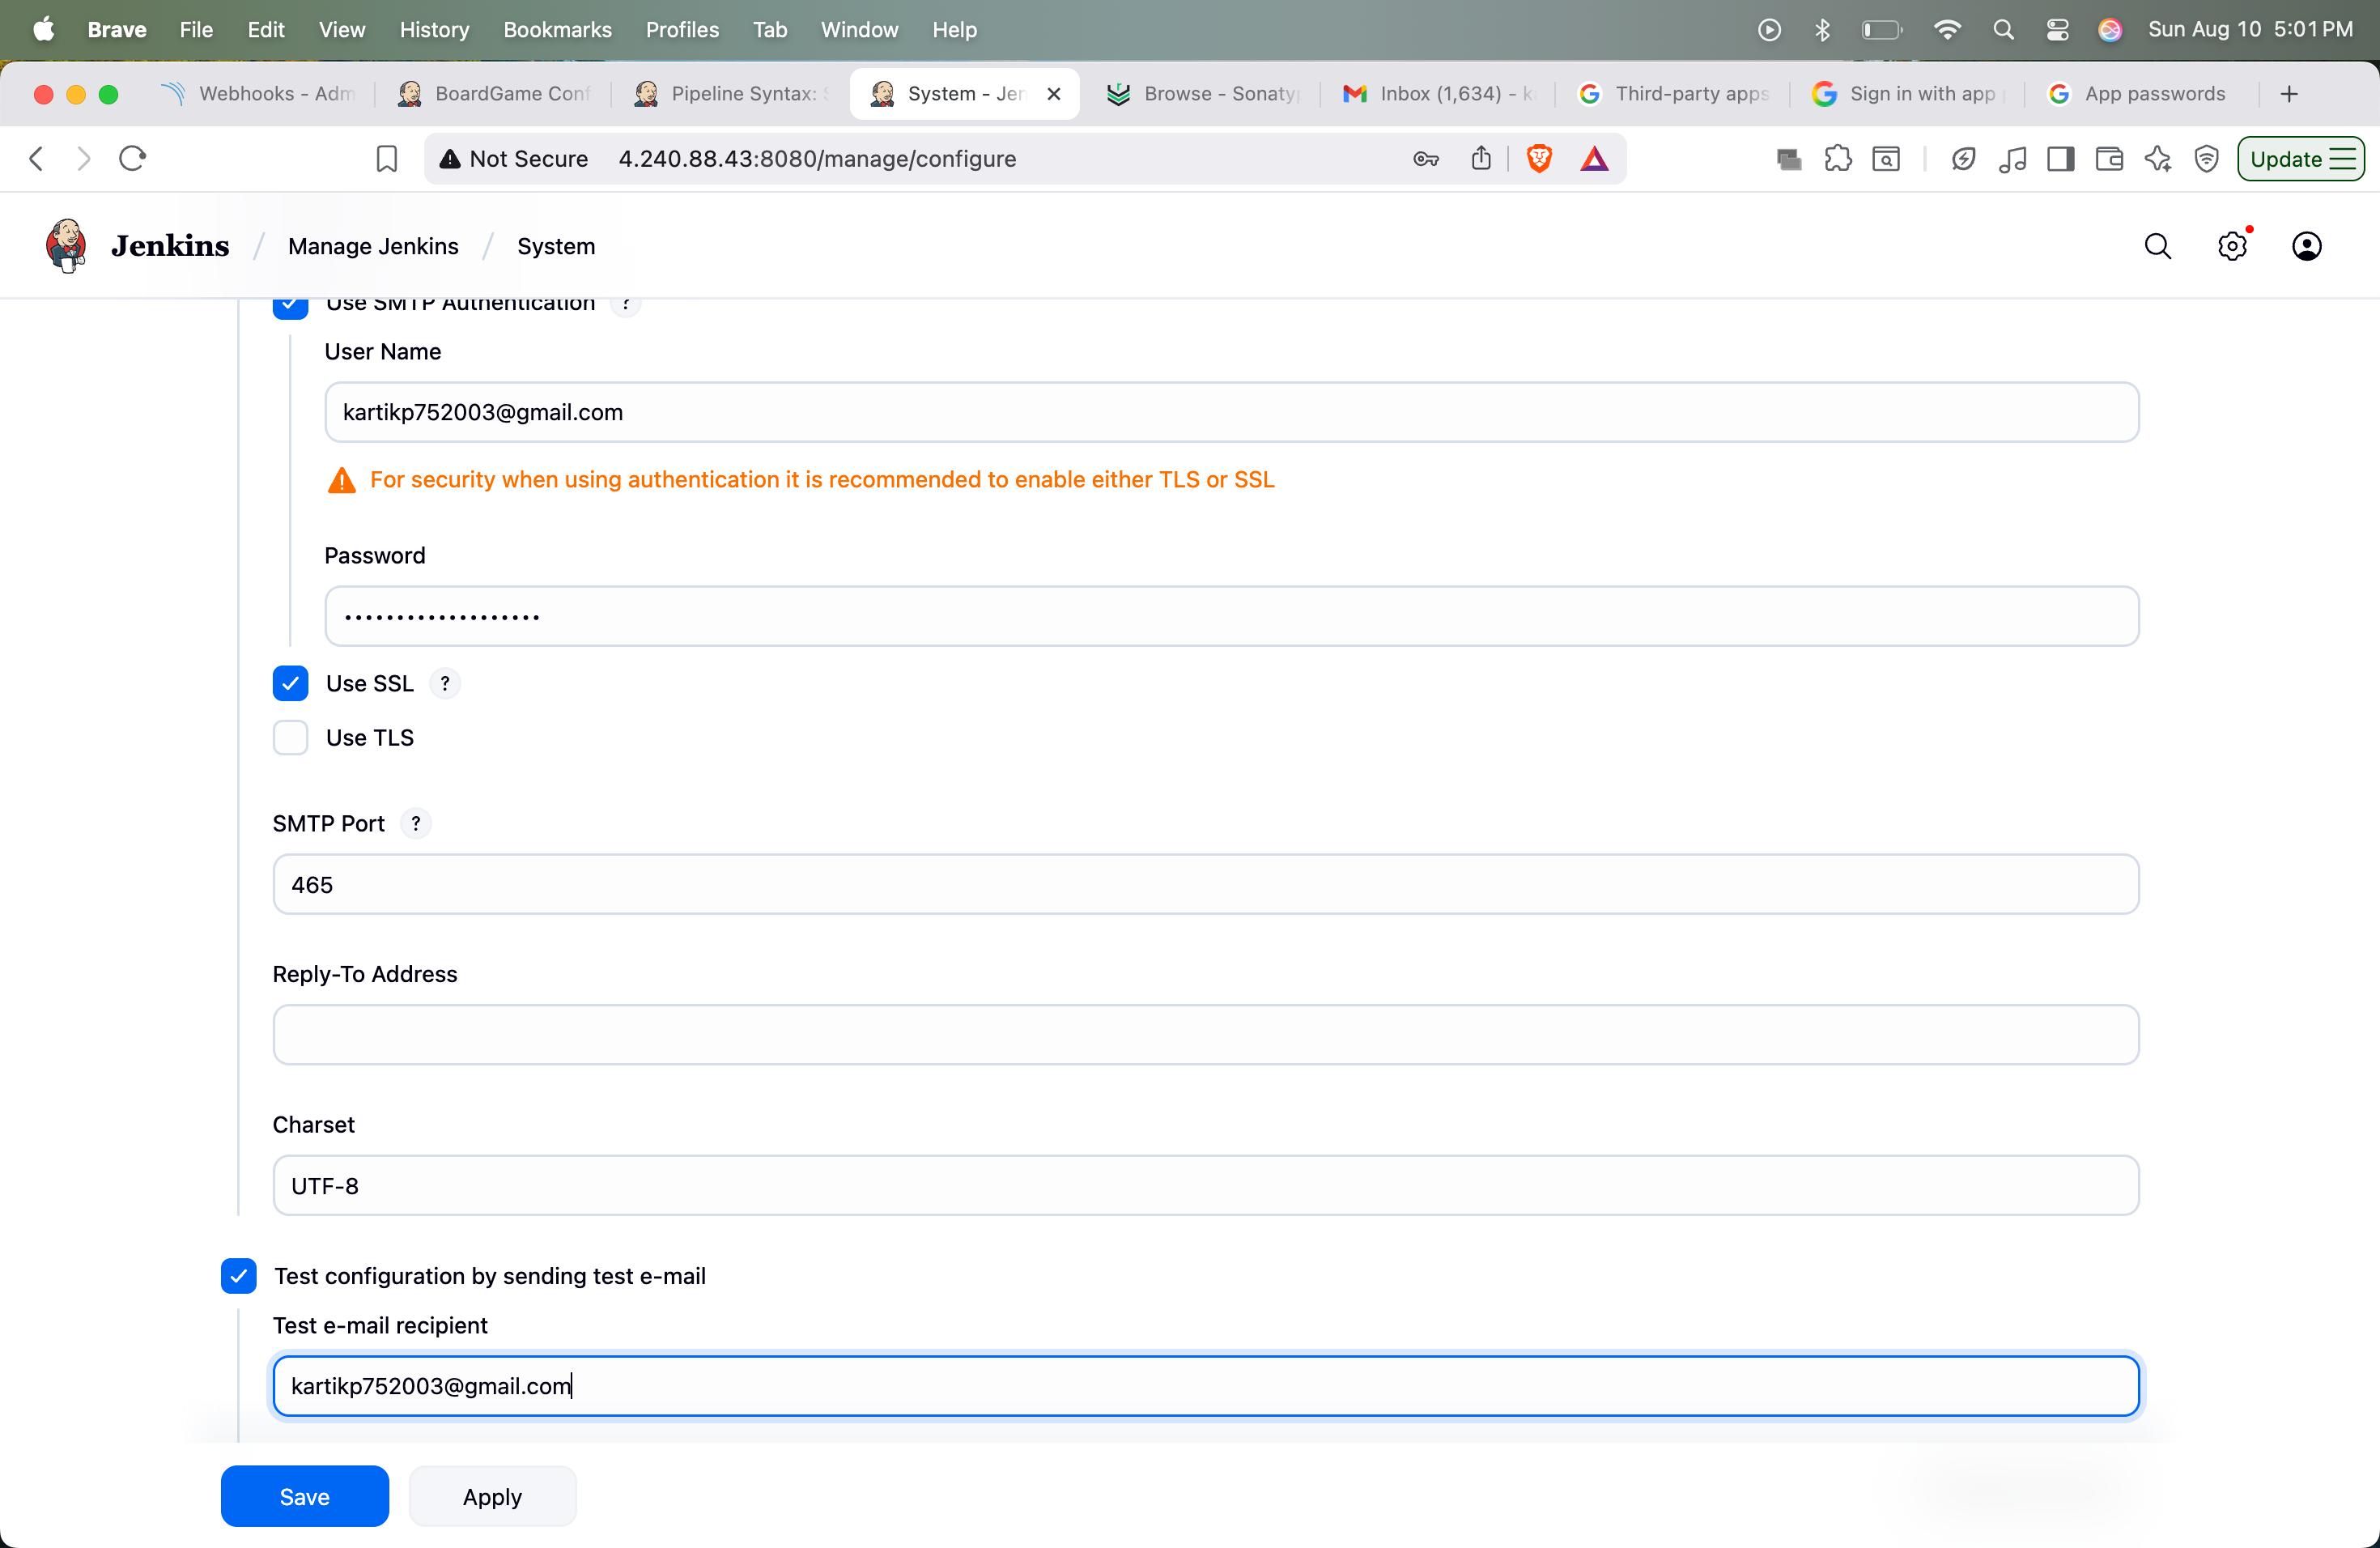 Brave File Edit View History Bookmarks Profiles Tab Window Help Sun Aug 10 5:01 PM
Webhooks - Adm BoardGame Conf Pipeline Syntax: S System - Jen Browse - Sonaty Inbox (1,634) - k Third-party apps Sign in with app App passwords
Not Secure 4.240.88.43:8080/manage/configure Update
Jenkins / Manage Jenkins / System
Use SMTP Authentication ?
User Name
kartikp752003@gmail.com
For security when using authentication it is recommended to enable either TLS or SSL
Password
Use SSL ?
Use TLS
SMTP Port ?
465
Reply-To Address
Charset
UTF-8
Test configuration by sending test e-mail
Test e-mail recipient
kartikp752003@gmail.com
Save Apply